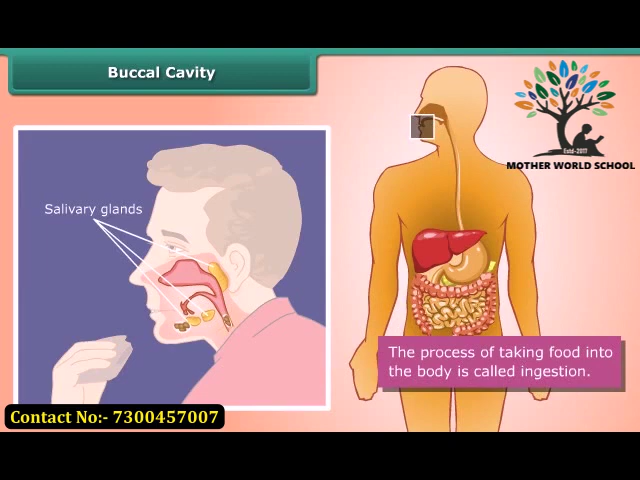 Buccal Cavity
Estd-2017
MOTHER WORLD SCHOOL
Salivary glands
The process of taking food into
the body is called ingestion.
Contact No:- 7300457007